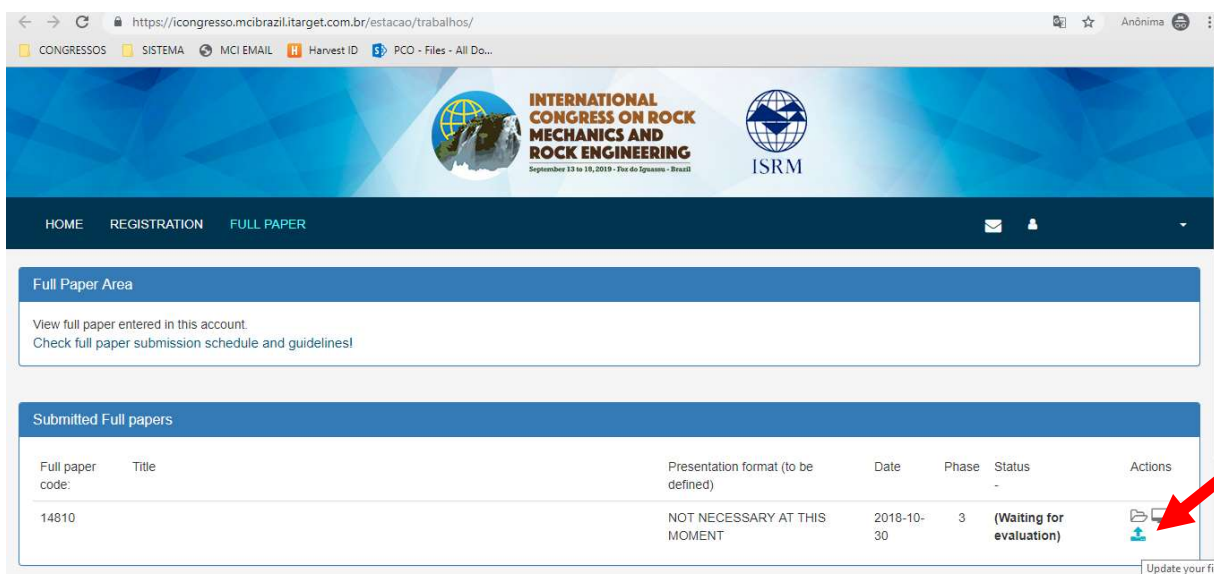 https://icongresso.mcibrazil.itarget.com.br/estacao/trabalhos/
Anônima
CONGRESSOS SISTEMA MCI EMAIL H Harvest ID PCO - Files - All Do...
INTERNATIONAL
CONGRESS ON ROCK
MECHANICS AND
ROCK ENGINEERING
September 13 to 18, 2019 - Foz do Iguassu - Brazil
ISRM
HOME REGISTRATION FULL PAPER
Full Paper Area
View full paper entered in this account.
Check full paper submission schedule and guidelines!
Submitted Full papers
Full paper code:
Title
Presentation format (to be
defined)
Date
Phase
Status
-
Actions
14810
NOT NECESSARY AT THIS
MOMENT
2018-10-
30
3
(Waiting for
evaluation)
Update your fi